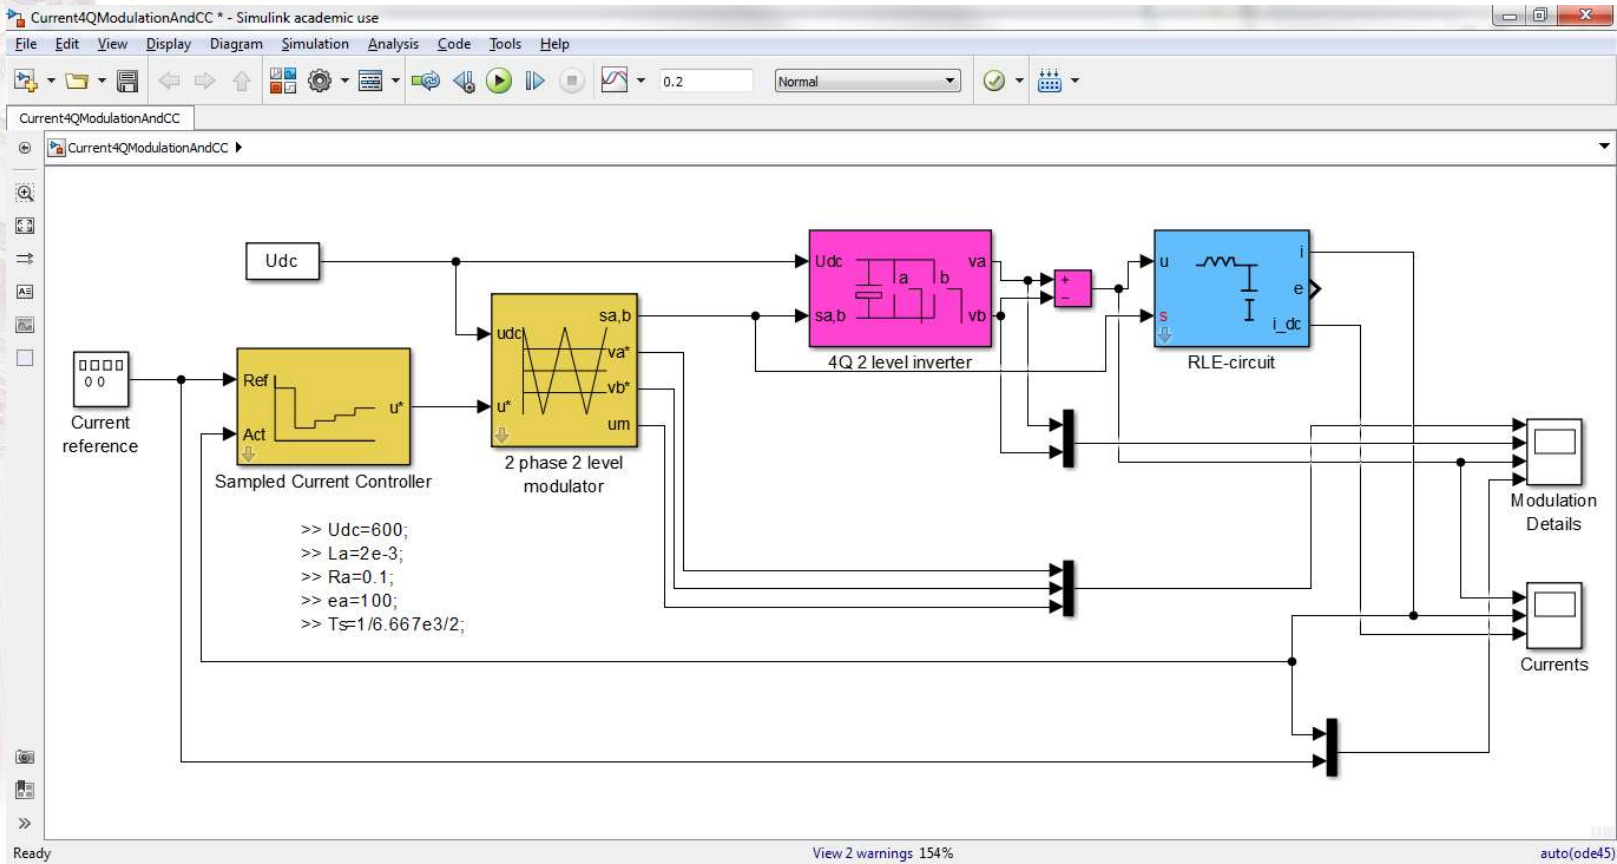 Current4QModulationAndCC * - Simulink academic use
File Edit View Display Diagram Simulation Analysis Code Tools Help
0.2
Normal
Current4QModulationAndCC
Current4QModulationAndCC
Udc
Udc
a
b
va
sa,b
vb
4Q 2 level inverter
+
-
u
s
i
e
i_dc
RLE-circuit
udc
u*
sa,b
va*
vb*
um
2 phase 2 level
modulator
Current
reference
Ref
Act
u*
Sampled Current Controller
>> Udc=600;
>> La=2e-3;
>> Ra=0.1;
>> ea=100;
>> Ts=1/6.667e3/2;
Modulation
Details
Currents
Ready
View 2 warnings 154%
auto(ode45)